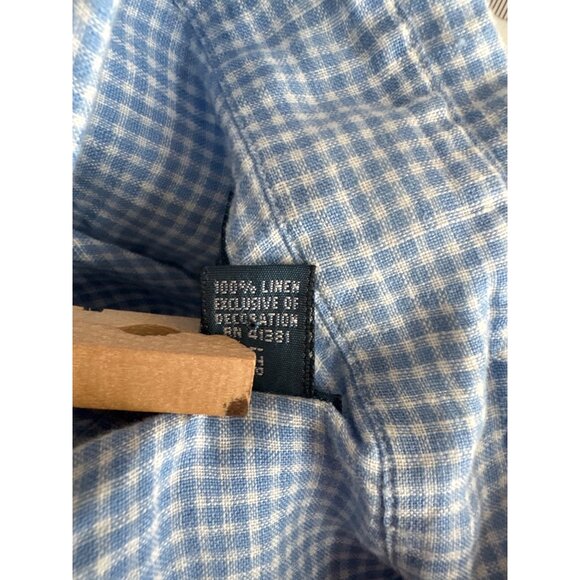 100% LINEN
EXCLUSIVE OF
DECORATION
RN 41381